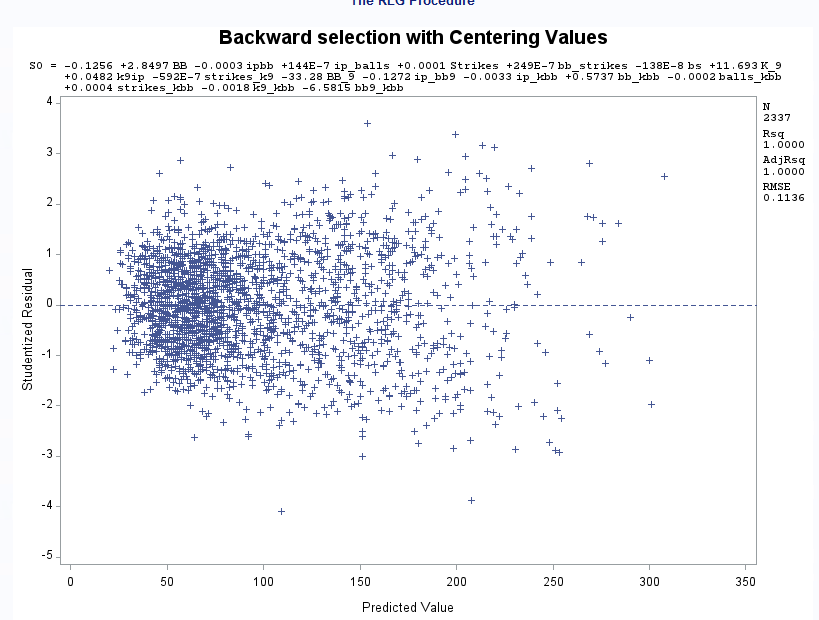 The REG Procedure
Backward selection with Centering Values
SO = -0.1256 +2.8497 BB -0.0003 ipbb +144E-7 ip_balls +0.0001 Strikes +249E-7 bb_strikes -138E-8 bs +11.693 K_9
+0.0482 k9ip -592E-7 strikes_k9 -33.28 BB_9 -0.1272 ip_bb9 -0.0033 ip_kbb +0.5737 bb_kbb -0.0002 balls_kbb
+0.0004 strikes_kbb -0.0018 k9_kbb -6.5815 bb9_kbb
N
2337
Rsq
1.0000
AdjRsq
1.0000
RMSE
0.1136
4
3
2
1
0
-1
-2
-3
-4
-5
Studentized Residual
0 50 100 150 200 250 300 350
Predicted Value